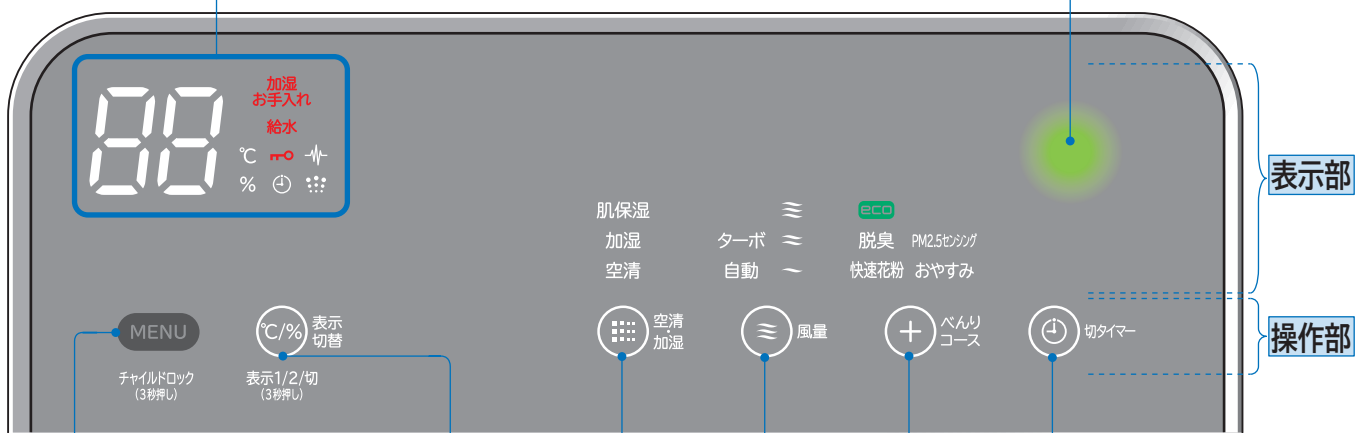 88
加湿
お手入れ
給水
℃
%
表示部
肌保湿
eco
加湿
ターボ
脱臭
PM2.5センシング
空清
自動
快速花粉
おやすみ
MENU
℃/%
表示
切替
空清
・
加湿
風量
べんり
コース
切タイマー
操作部
チャイルドロック
(3秒押し)
表示1/2/切
(3秒押し)